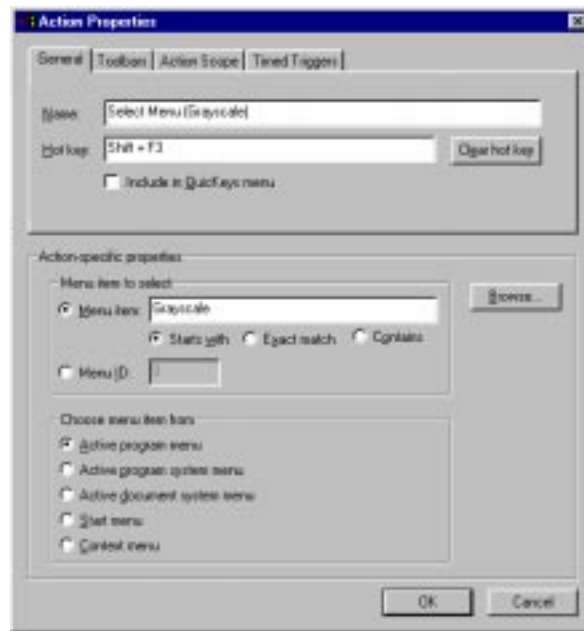 Action Properties
General Toolbars Action Scope Timed Triggers
Name: Select Menu (Grayscale)
Hot key: Shift + F3 Clear hot key
Include in QuicKeys menu
Action-specific properties
Menu item to select
Menu item: Grayscale Browse...
Starts with Exact match Contains
Menu ID:
Choose menu item from
Active program menu
Active program system menu
Active document system menu
Start menu
Context menu
OK Cancel